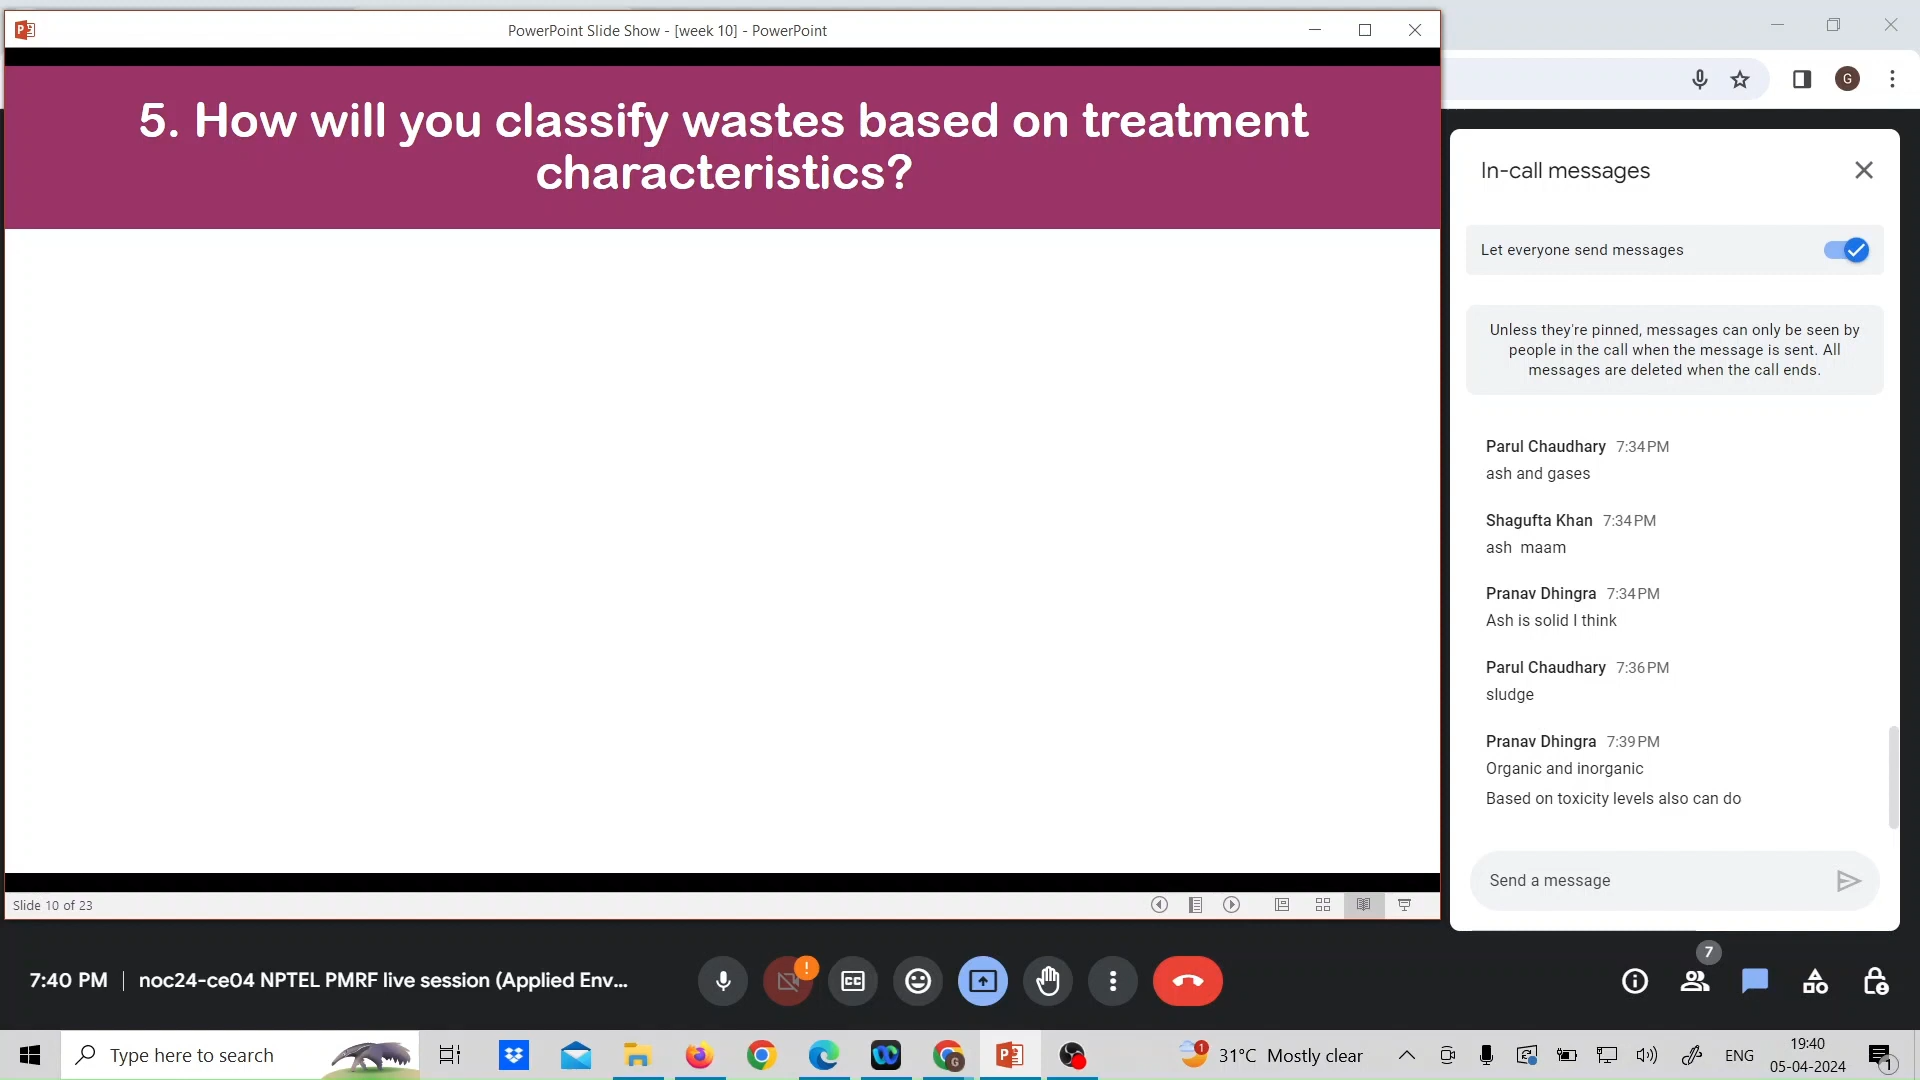 PowerPoint Slide Show - [week 10] - PowerPoint
5. How will you classify wastes based on treatment
characteristics?
Slide 10 of 23
G
In-call messages
Let everyone send messages
Unless they're pinned, messages can only be seen by
people in the call when the message is sent. All
messages are deleted when the call ends.
Parul Chaudhary 7:34 PM
ash and gases
Shagufta Khan 7:34 PM
ash maam
Pranav Dhingra 7:34 PM
Ash is solid I think
Parul Chaudhary 7:36 PM
sludge
Pranav Dhingra 7:39 PM
Organic and inorganic
Based on toxicity levels also can do
Send a message
7:40 PM | noc24-ce04 NPTEL PMRF live session (Applied Env...
!
CC
7
Type here to search
G
1
31°C Mostly clear
ENG
19:40
05-04-2024
1